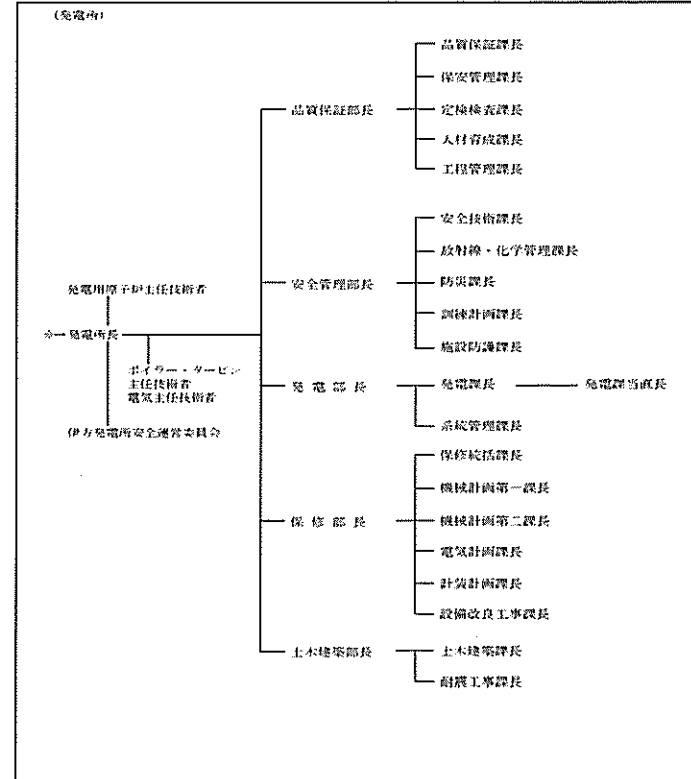 (発電所)
品質保証課長
保安管理課長
品質保証部長
定検検査課長
人材育成課長
工程管理課長
安全技術課長
放射線・化学管理課長
安全管理部長
防災課長
訓練計画課長
施設防護課長
発電用原子炉主任技術者
発電所長
ボイラー・タービン
主任技術者
電気主任技術者
伊方発電所安全運営委員会
発電部長
発電課長
発電課当直長
系統管理課長
保修統括課長
機械計画第一課長
保修部長
機械計画第二課長
電気計画課長
計装計画課長
設備改良工事課長
土木建築部長
土木建築課長
耐震工事課長